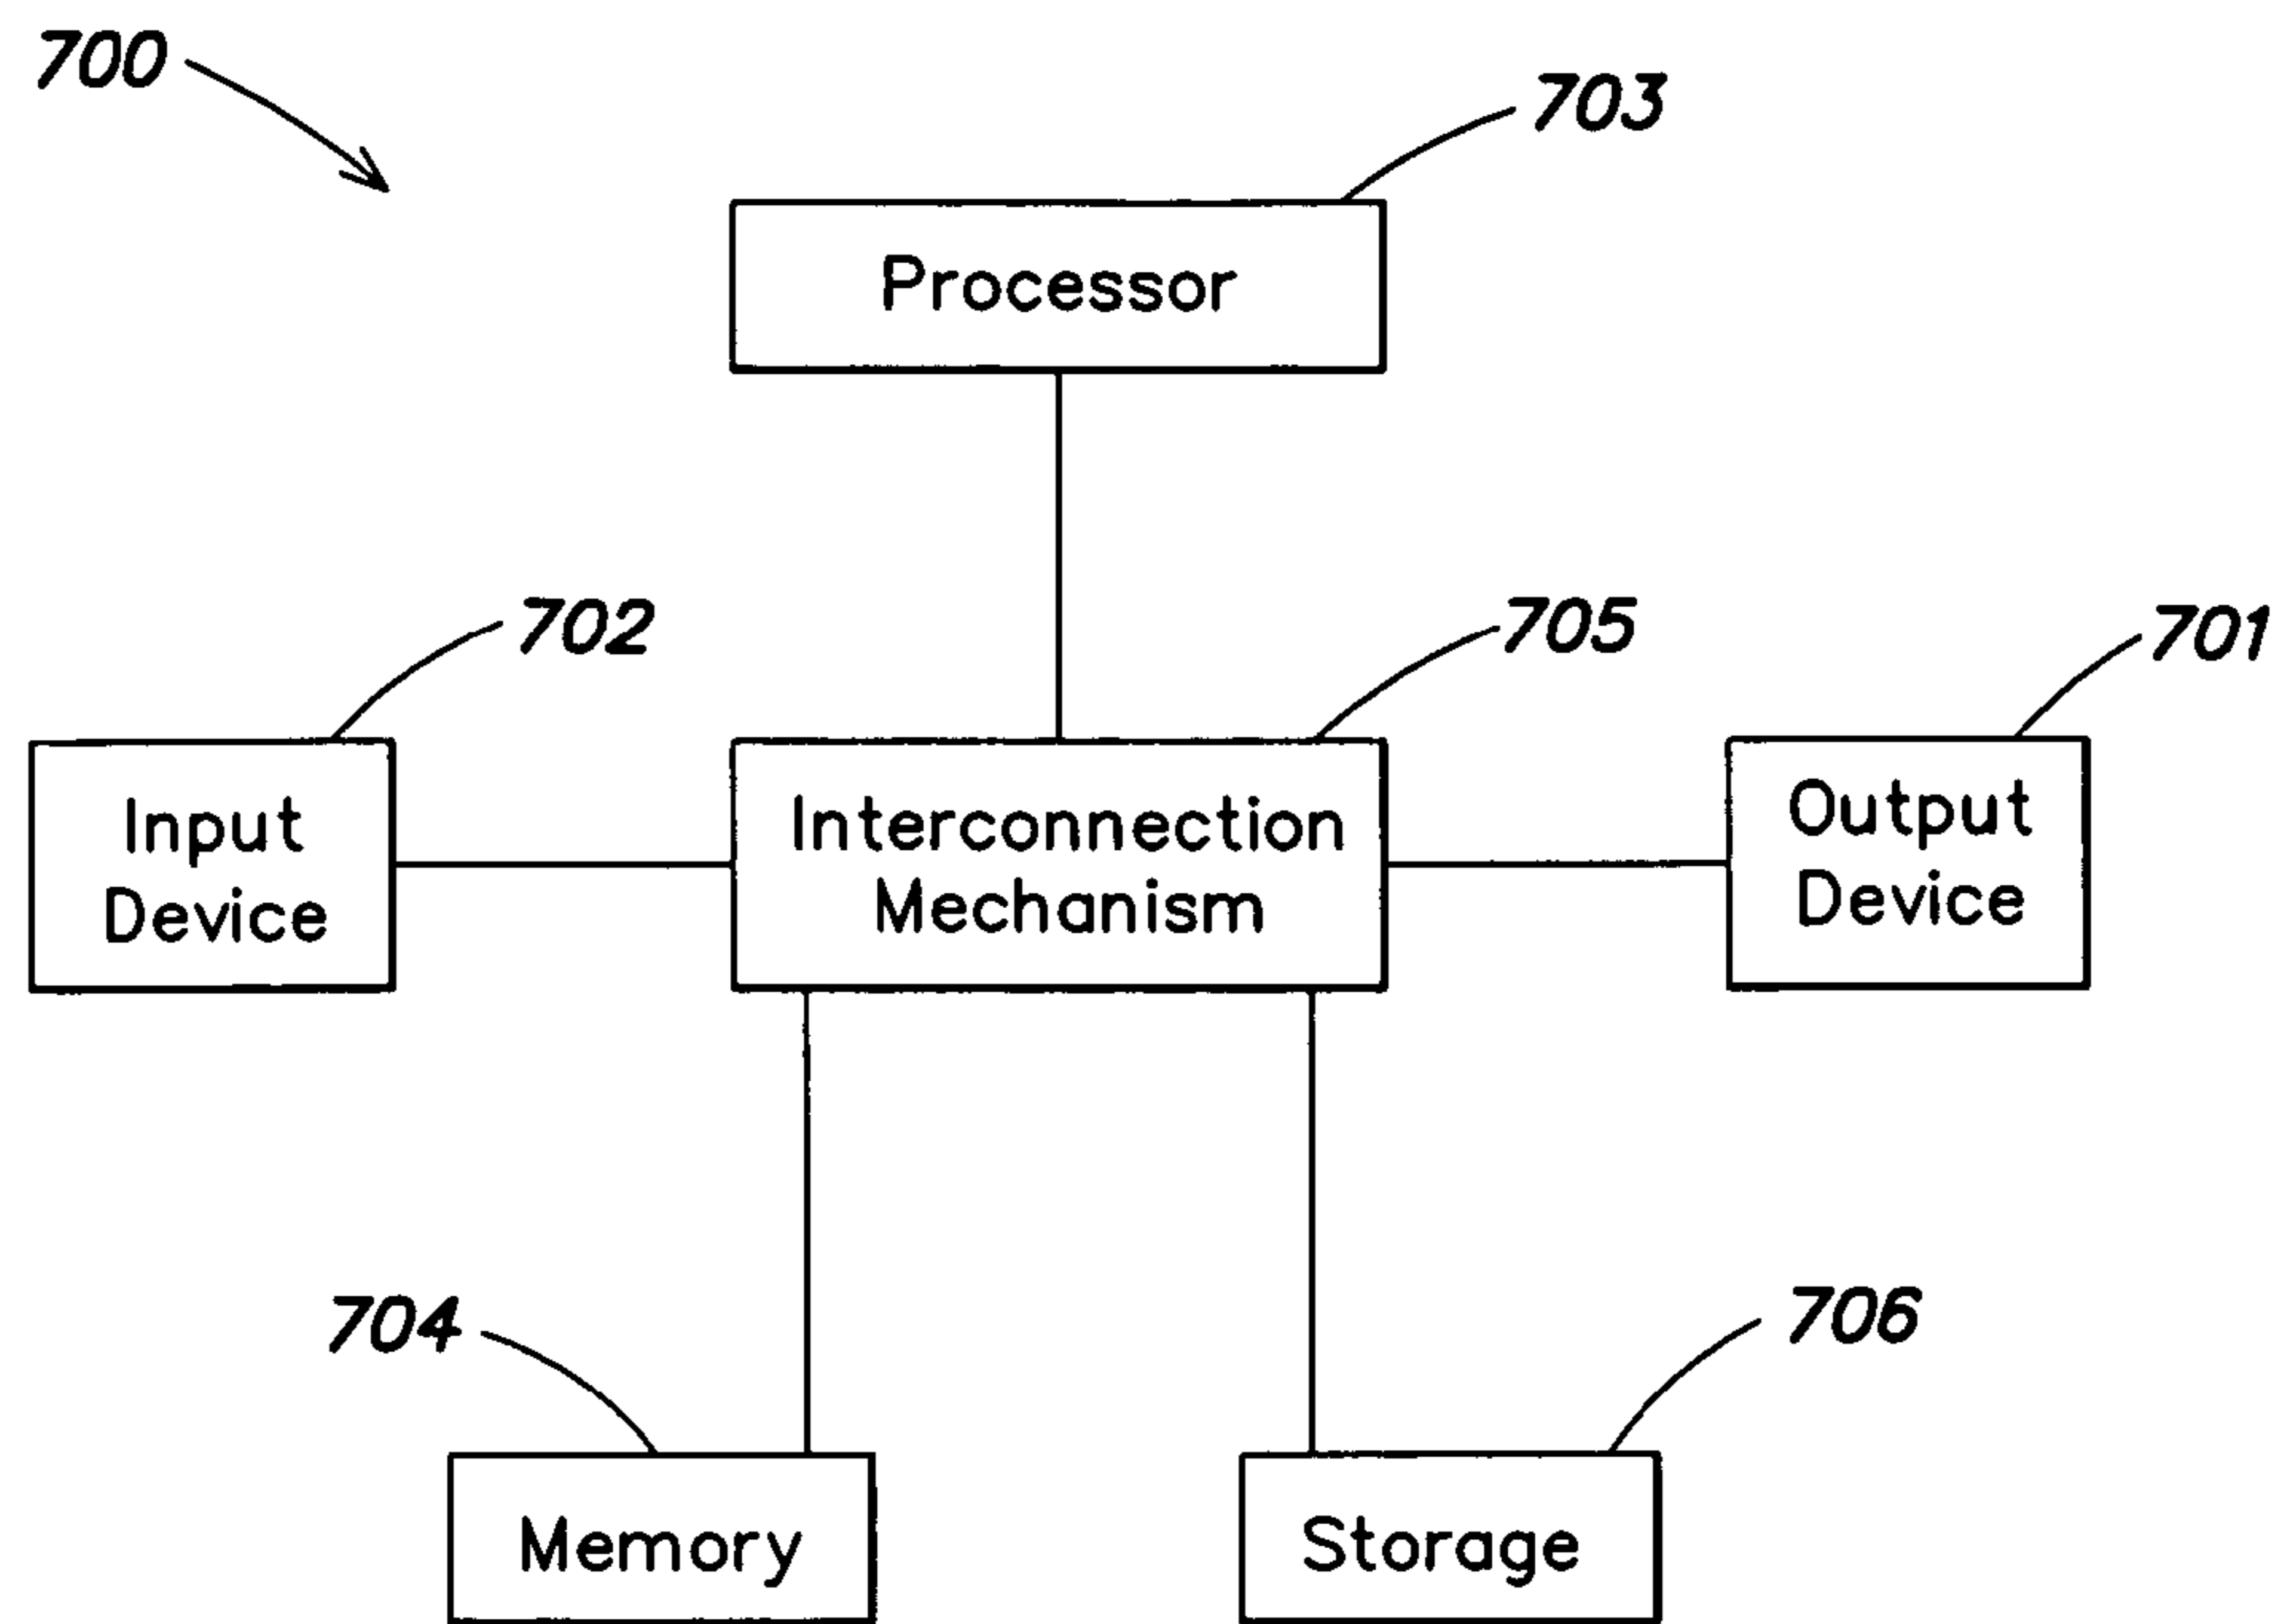 700
703
Processor
702
705
701
Input
Device
Interconnection
Mechanism
Output
Device
704
706
Memory
Storage